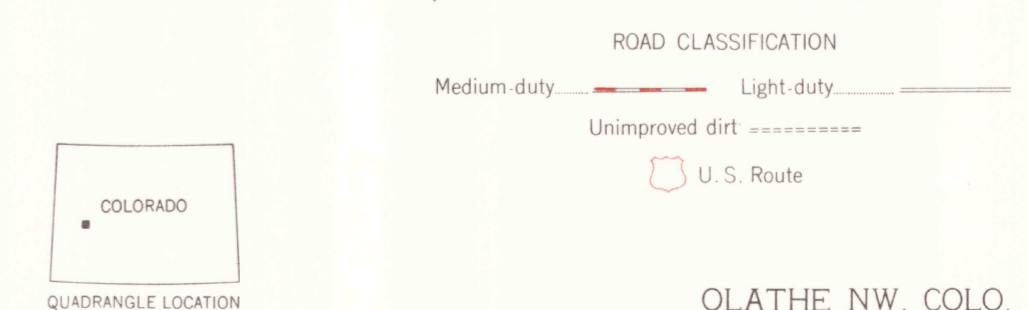 ROAD CLASSIFICATION
Medium-duty Light-duty
Unimproved dirt
U. S. Route
COLORADO
QUADRANGLE LOCATION
OLATHE NW, COLO.